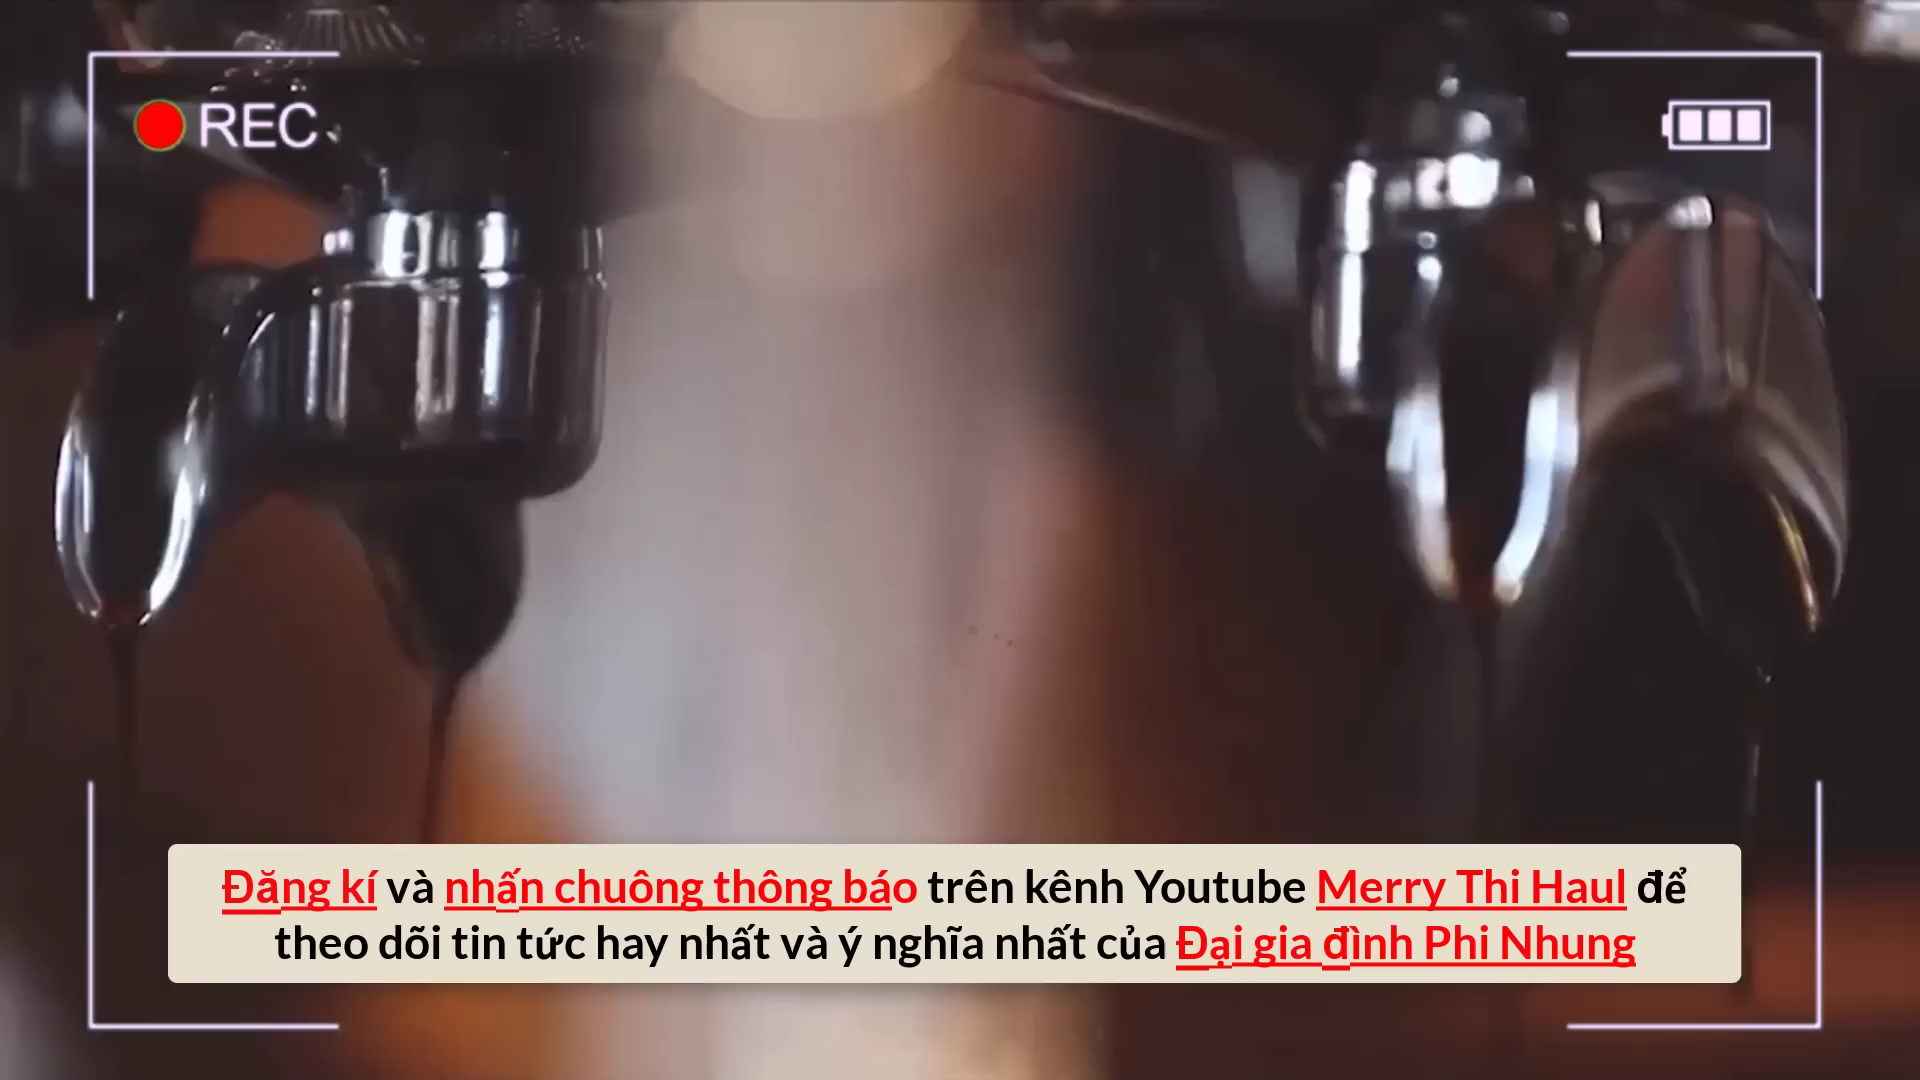 REC
Đăng kí và nhấn chuông thông báo trên kênh Youtube Merry Thi Haul để
theo dõi tin tức hay nhất và ý nghĩa nhất của Đại gia đình Phi Nhung